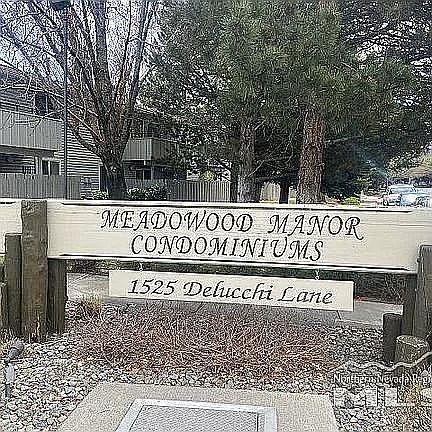 MEADOWOOD MANOR
CONDOMINIUMS
1525 Delucchi Lane